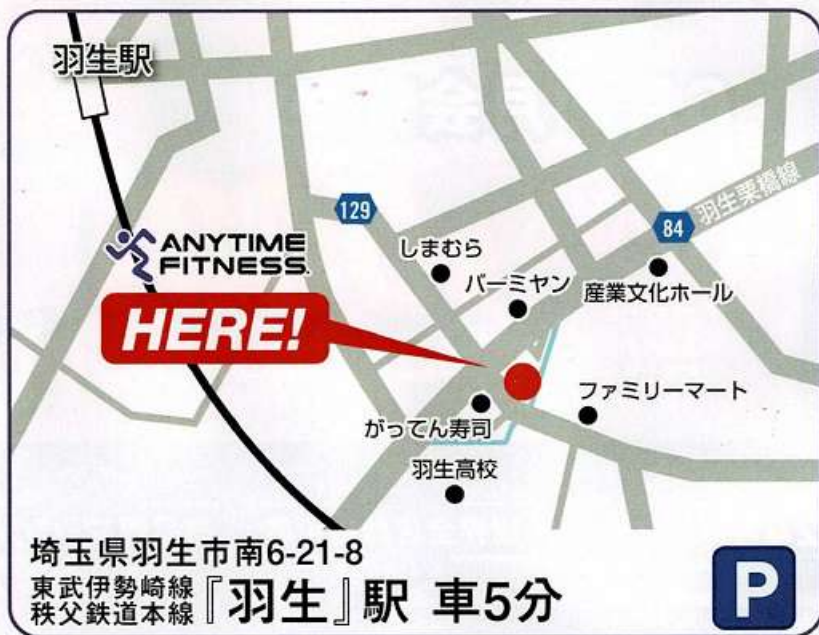 羽生駅
129
84
羽生栗橋線
ANYTIME
FITNESS.
しまむら
バーミヤン
産業文化ホール
HERE!
がってん寿司
ファミリーマート
羽生高校
埼玉県羽生市南6-21-8
東武伊勢崎線
秩父鉄道本線
『羽生』駅 車5分
P